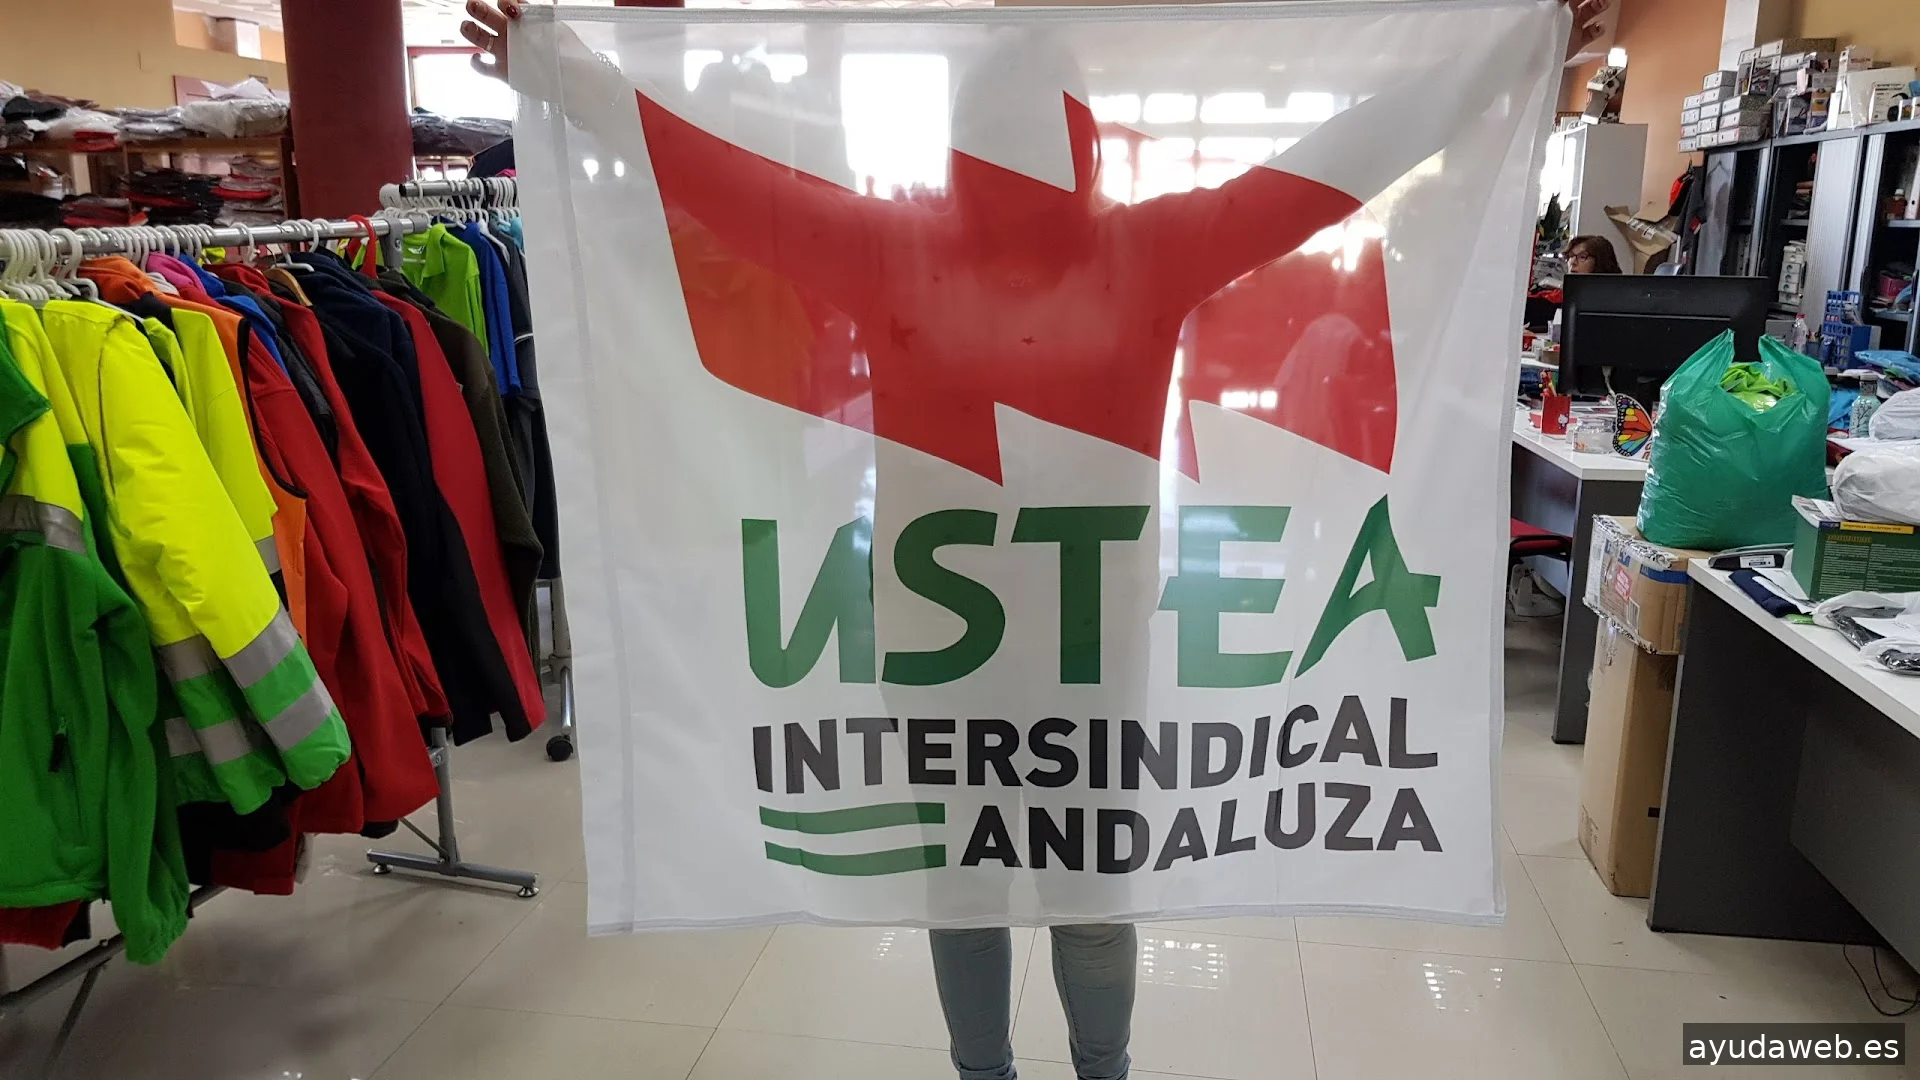 USTEA
INTERSINDICAL
ANDALUZA
ayudaweb.es